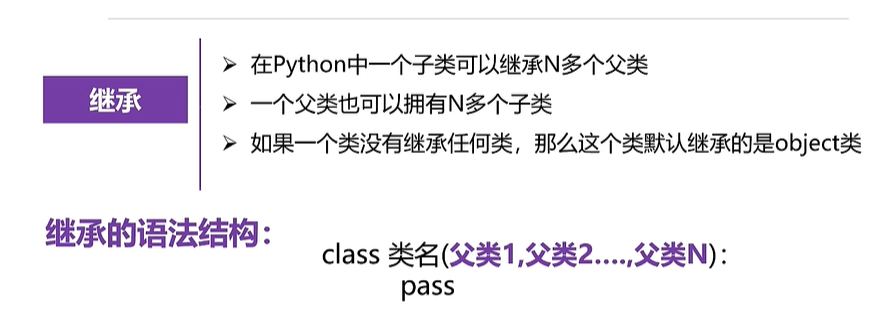 继承
➢ 在Python中一个子类可以继承N多个父类
➢ 一个父类也可以拥有N多个子类
➢ 如果一个类没有继承任何类，那么这个类默认继承的是object类
继承的语法结构：
class 类名(父类1,父类2....,父类N)：
pass